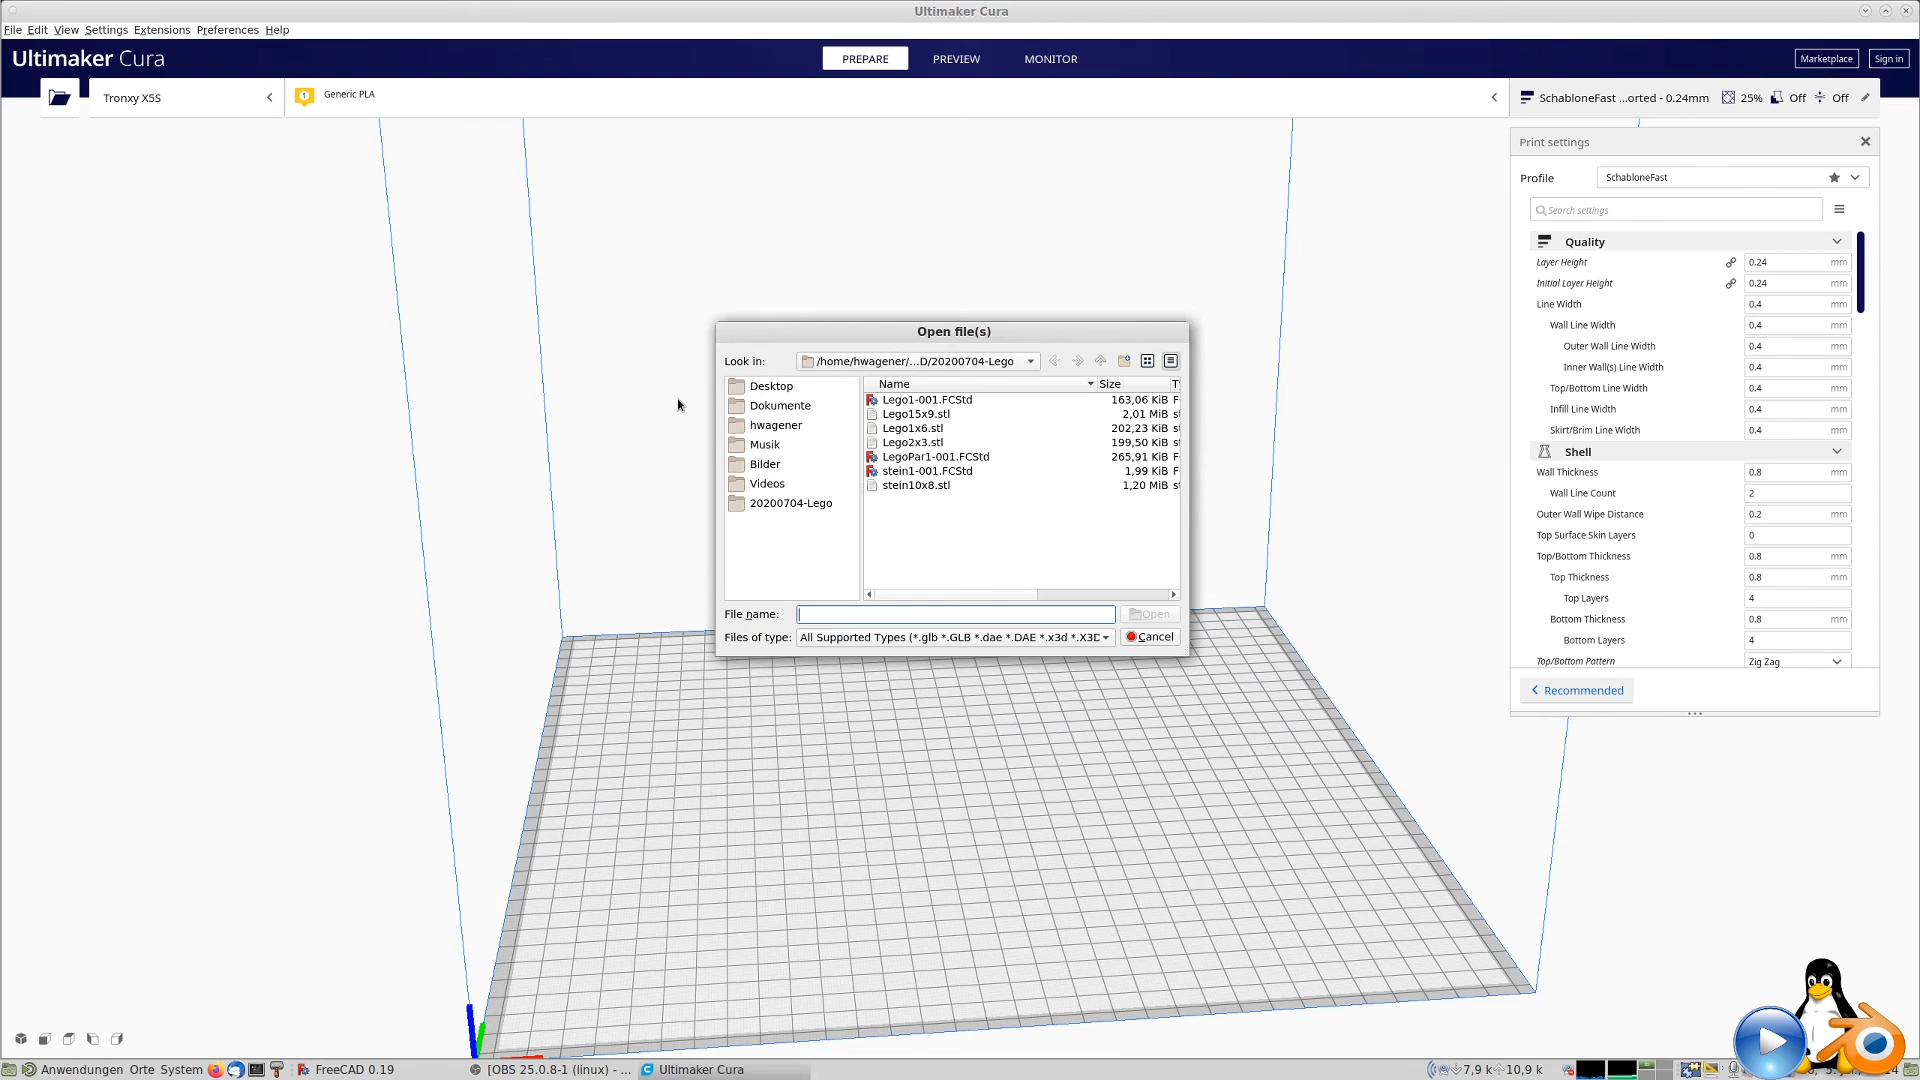 Ultimaker Cura
File Edit View Settings Extensions Preferences Help
Ultimaker Cura
PREPARE
PREVIEW
MONITOR
Marketplace
Sign in
Tronxy X5S
1
Generic PLA
SchabloneFast ...orted - 0.24mm
25%
Off
Off
Print settings
Profile
SchabloneFast
Search settings
Quality
Layer Height 0.24 mm
Initial Layer Height 0.24 mm
Line Width 0.4 mm
Wall Line Width 0.4 mm
Outer Wall Line Width 0.4 mm
Inner Wall(s) Line Width 0.4 mm
Top/Bottom Line Width 0.4 mm
Infill Line Width 0.4 mm
Skirt/Brim Line Width 0.4 mm
Shell
Wall Thickness 0.8 mm
Wall Line Count 2
Outer Wall Wipe Distance 0.2 mm
Top Surface Skin Layers 0
Top/Bottom Thickness 0.8 mm
Top Thickness 0.8 mm
Top Layers 4
Bottom Thickness 0.8 mm
Bottom Layers 4
Top/Bottom Pattern Zig Zag
Recommended
Open file(s)
Look in: /home/hwagener/...D/20200704-Lego
Desktop
Dokumente
hwagener
Musik
Bilder
Videos
20200704-Lego
Name Size
Lego1-001.FCStd 163,06 KiB F
Lego15x9.stl 2,01 MiB st
Lego1x6.stl 202,23 KiB st
Lego2x3.stl 199,50 KiB st
LegoPar1-001.FCStd 265,91 KiB F
stein1-001.FCStd 1,99 KiB F
stein10x8.stl 1,20 MiB st
File name:
Open
Files of type: All Supported Types (*.glb *.GLB *.dae *.DAE *.x3d *.X3D
Cancel
Anwendungen Orte System
FreeCAD 0.19
[OBS 25.0.8-1 (linux) - ...
Ultimaker Cura
7,9 k
10,9 k